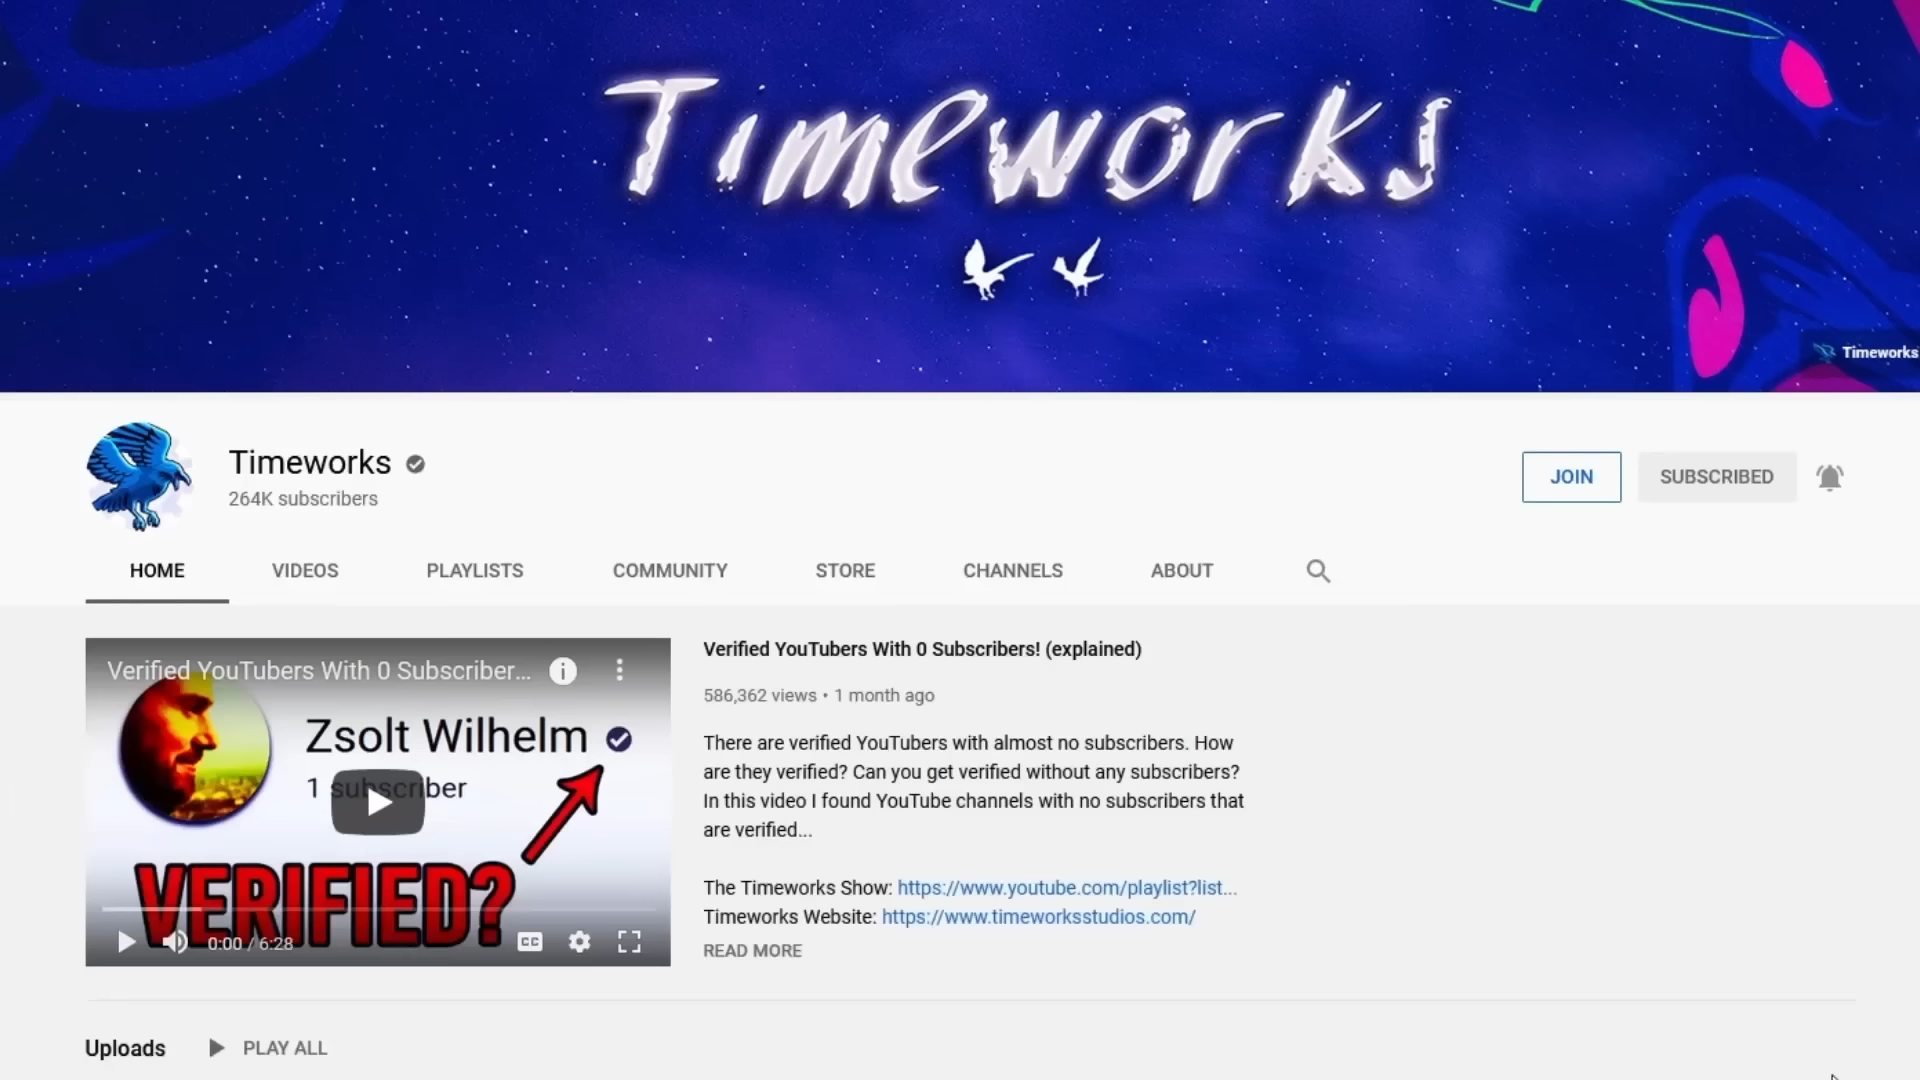 Timeworks
Timeworks
Timeworks
264K subscribers
JOIN
SUBSCRIBED
HOME
VIDEOS
PLAYLISTS
COMMUNITY
STORE
CHANNELS
ABOUT
Verified YouTubers With 0 Subscriber...
Zsolt Wilhelm
1 subscriber
VERIFIED?
0:00 / 6:28
CC
Verified YouTubers With 0 Subscribers! (explained)
586,362 views • 1 month ago
There are verified YouTubers with almost no subscribers. How
are they verified? Can you get verified without any subscribers?
In this video I found YouTube channels with no subscribers that
are verified...
The Timeworks Show: https://www.youtube.com/playlist?list...
Timeworks Website: https://www.timeworksstudios.com/
READ MORE
Uploads
PLAY ALL